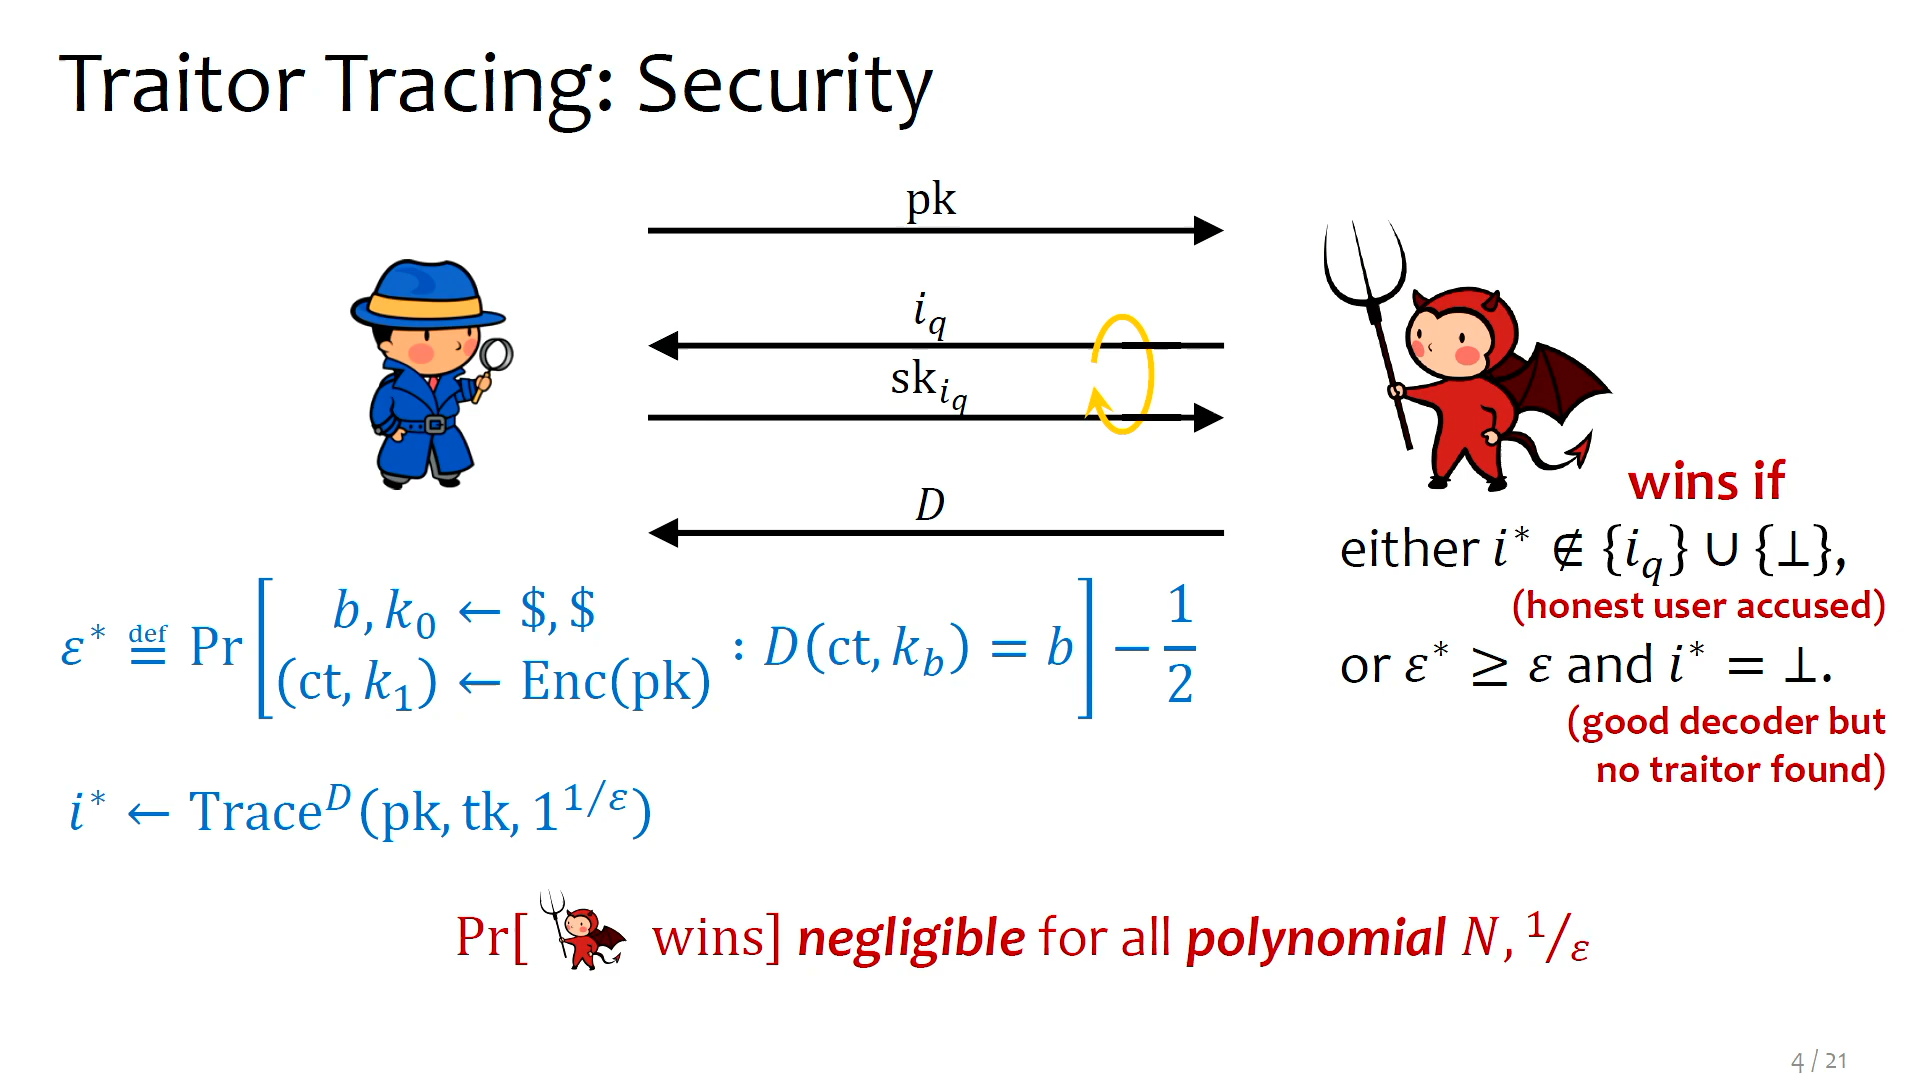 Traitor Tracing: Security
pk
i_q
sk_{i_q}
D
wins if
either i* ∉ {i_q} ∪ {⊥},
(honest user accused)
or ε* ≥ ε and i* = ⊥.
(good decoder but
no traitor found)
ε* ≝ Pr[ b, k_0 ← $, $
(ct, k_1) ← Enc(pk) : D(ct, k_b) = b ] − 1/2
i* ← Trace^D(pk, tk, 1^{1/ε})
Pr[ wins] negligible for all polynomial N, 1/ε
4 / 21